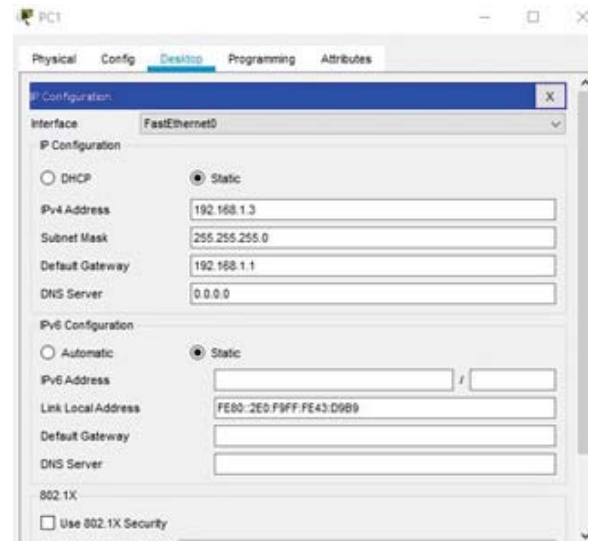 PC1
Physical Config Desktop Programming Attributes
IP Configuration X
Interface FastEthernet0
IP Configuration
DHCP Static
IPv4 Address 192.168.1.3
Subnet Mask 255.255.255.0
Default Gateway 192.168.1.1
DNS Server 0.0.0.0
IPv6 Configuration
Automatic Static
IPv6 Address /
Link Local Address FE80::2E0:F9FF:FE43:D9B9
Default Gateway
DNS Server
802.1X
Use 802.1X Security